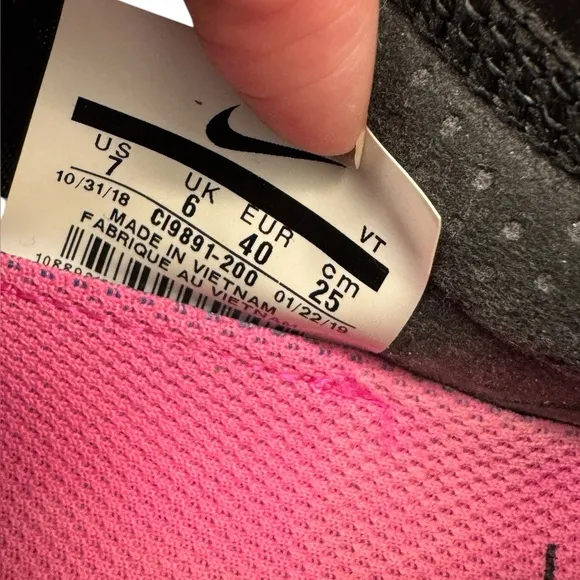 US UK EUR cm VT
7 6 40 25
10/31/18 CI9891-200 01/22/19
MADE IN VIETNAM
FABRIQUE AU VIETNAM